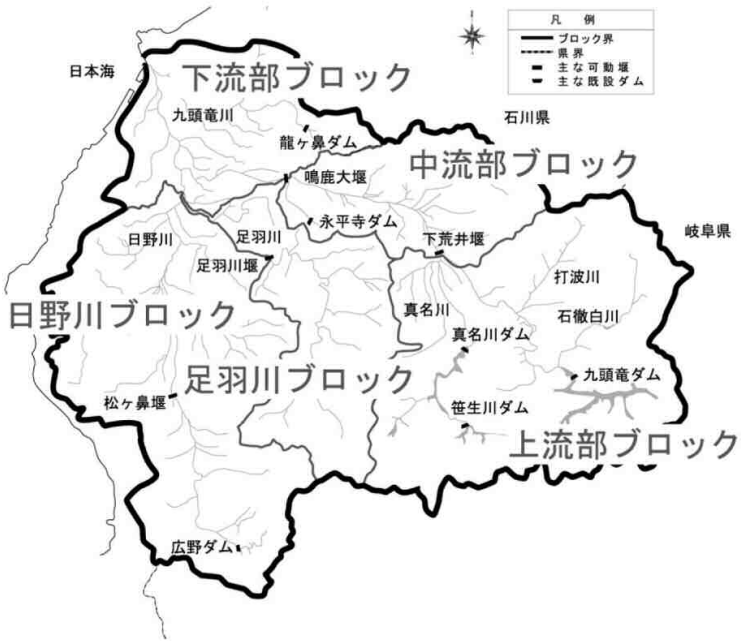 凡 例
ブロック界
県界
主な可動堰
主な既設ダム
日本海
下流部ブロック
九頭竜川
石川県
龍ヶ鼻ダム
中流部ブロック
鳴鹿大堰
永平寺ダム
岐阜県
日野川
足羽川
下荒井堰
足羽川堰
打波川
日野川ブロック
真名川
石徹白川
真名川ダム
足羽川ブロック
九頭竜ダム
松ヶ鼻堰
笹生川ダム
上流部ブロック
広野ダム